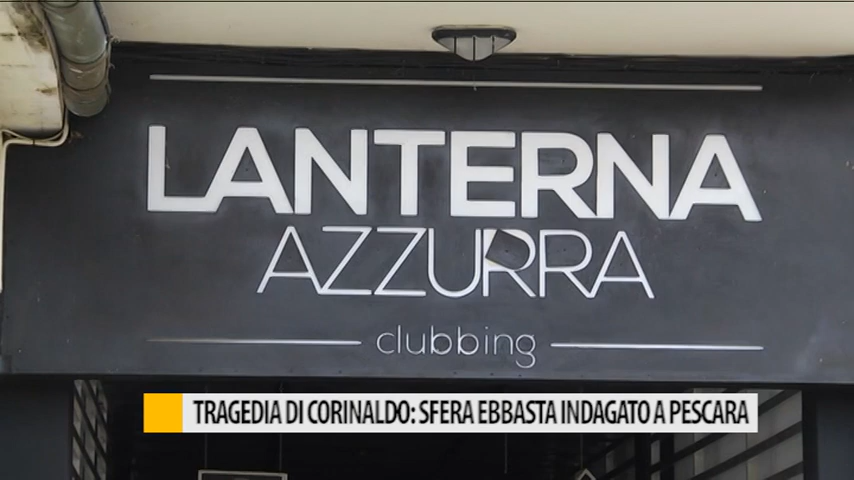 LANTERNA
AZZURRA
clubbing
TRAGEDIA DI CORINALDO: SFERA EBBASTA INDAGATO A PESCARA